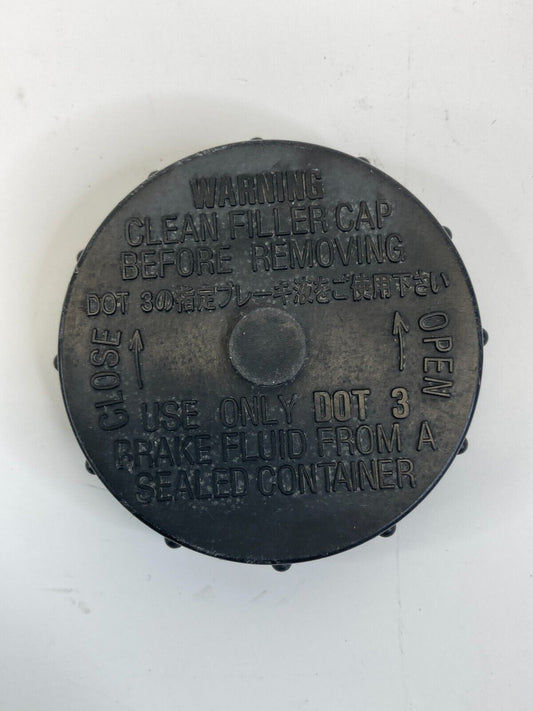 WARNING
CLEAN FILLER CAP
BEFORE REMOVING
DOT 3の指定ブレーキ液をご使用下さい
CLOSE
OPEN
USE ONLY DOT 3
BRAKE FLUID FROM A
SEALED CONTAINER